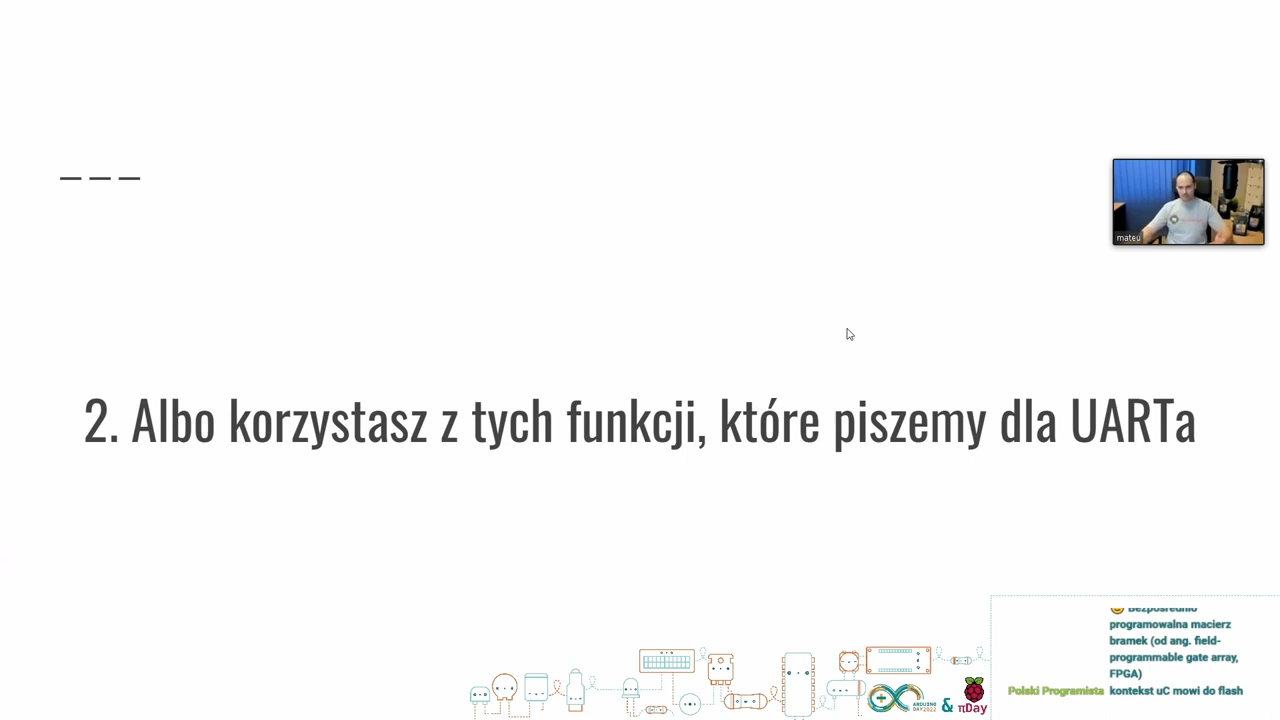 mateu
2. Albo korzystasz z tych funkcji, które piszemy dla UARTa
Bezpośrednio
programowalna macierz
bramek (od ang. field-
programmable gate array,
FPGA)
Polski Programista kontekst uC mowi do flash
ARDUINO
DAY2022
& πDay